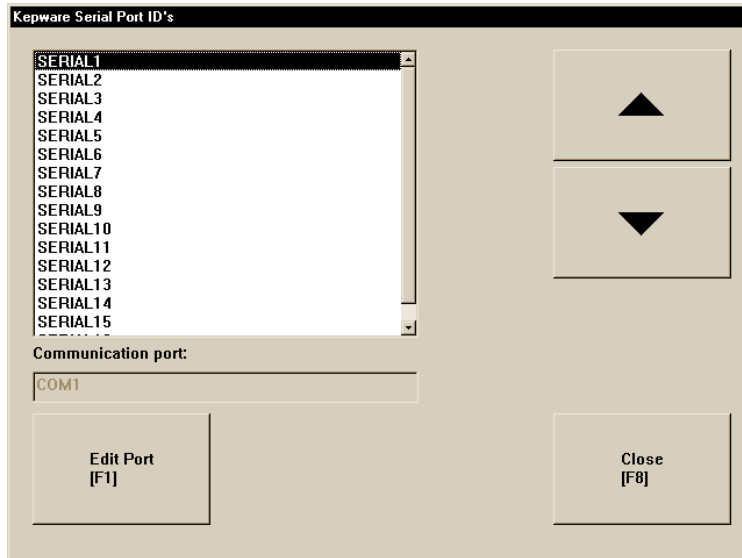 Kepware Serial Port ID's
SERIAL1
SERIAL2
SERIAL3
SERIAL4
SERIAL5
SERIAL6
SERIAL7
SERIAL8
SERIAL9
SERIAL10
SERIAL11
SERIAL12
SERIAL13
SERIAL14
SERIAL15
Communication port:
COM1
Edit Port
[F1]
Close
[F8]